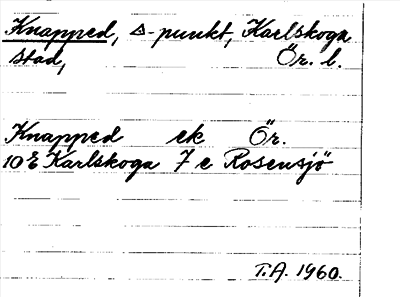 Knapped, △-punkt, Karlskoga
stad, Ör. l.
Knapped ek Ör.
10 E Karlskoga 7 e Rosensjö
T.A. 1960.